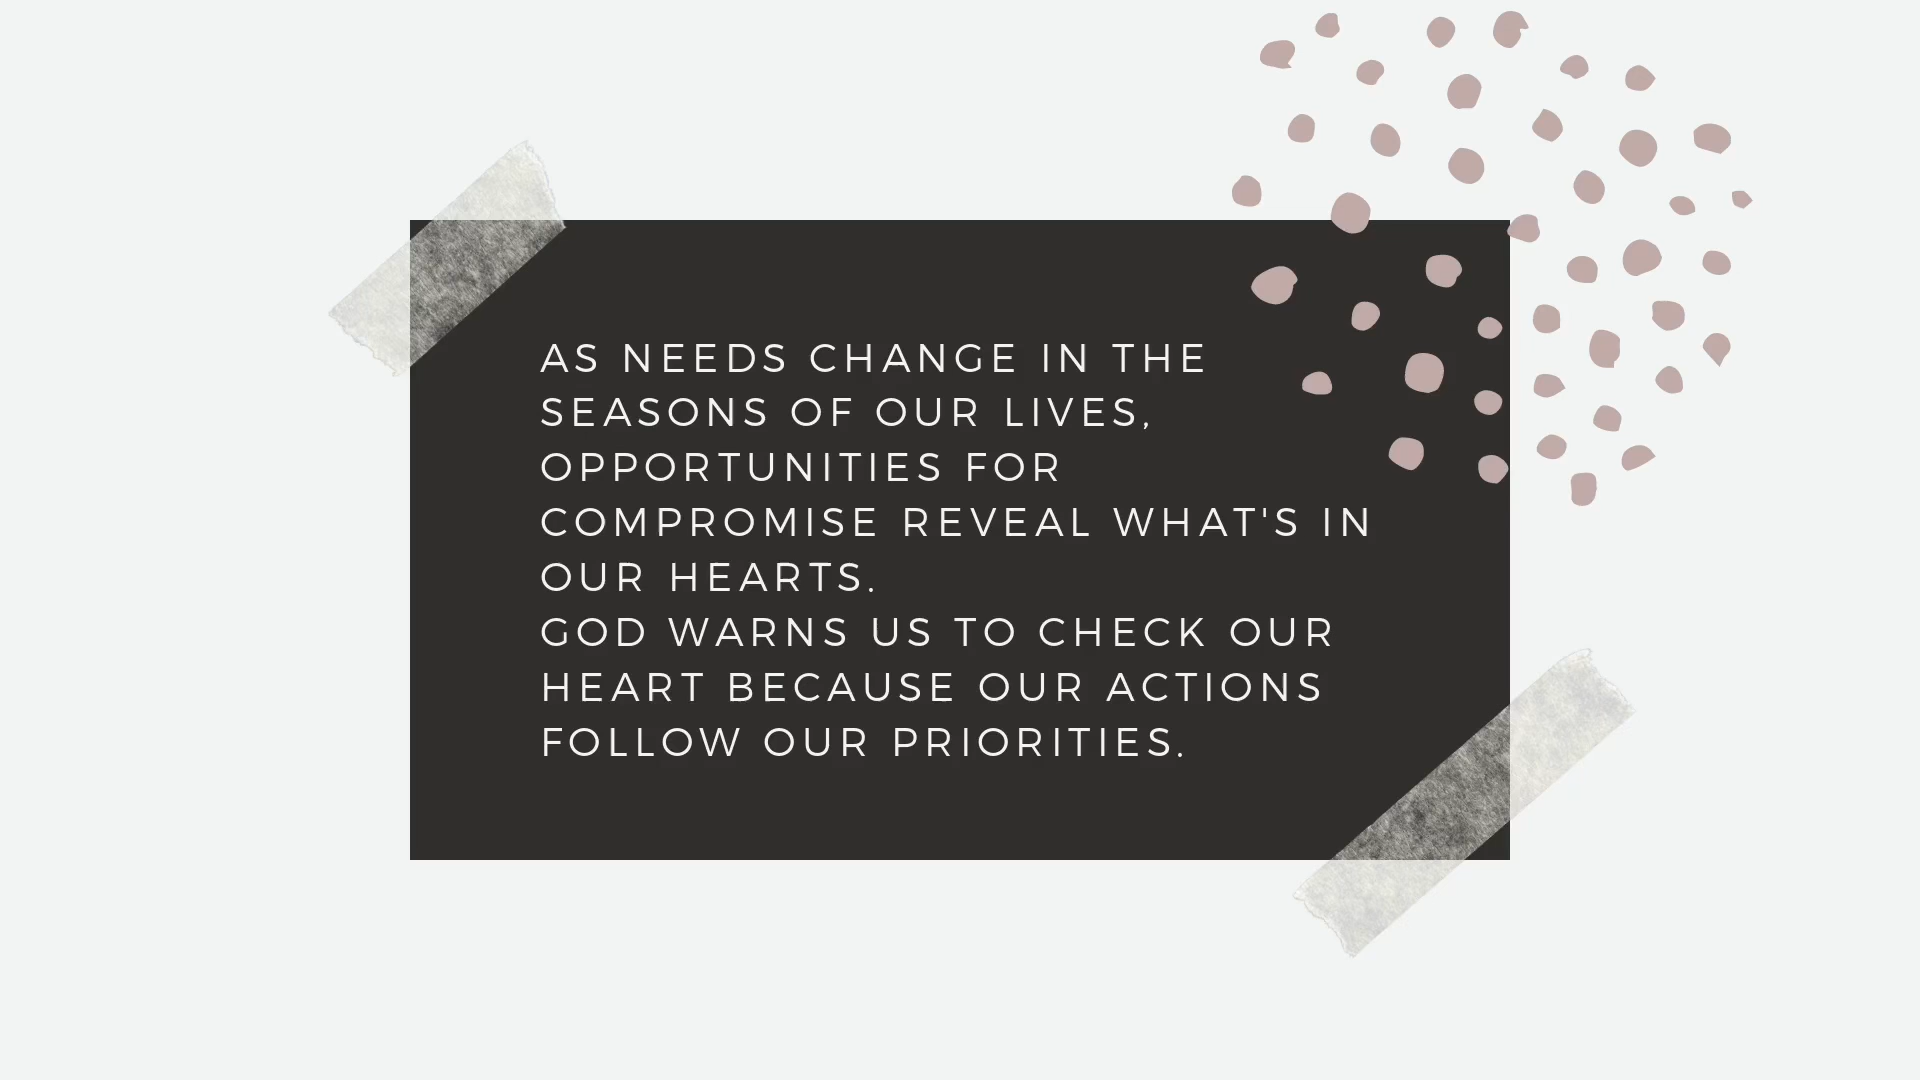 AS NEEDS CHANGE IN THE
SEASONS OF OUR LIVES,
OPPORTUNITIES FOR
COMPROMISE REVEAL WHAT'S IN
OUR HEARTS.
GOD WARNS US TO CHECK OUR
HEART BECAUSE OUR ACTIONS
FOLLOW OUR PRIORITIES.